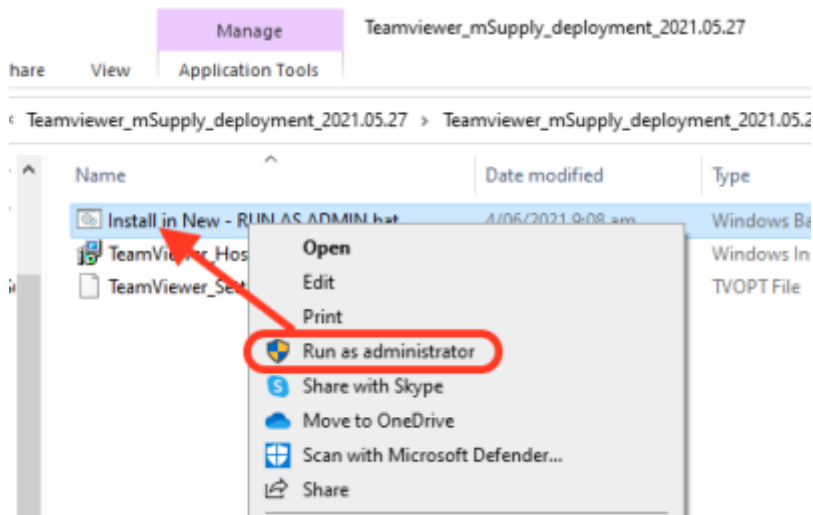 Manage
Teamviewer_mSupply_deployment_2021.05.27
hare
View
Application Tools
Teamviewer_mSupply_deployment_2021.05.27 › Teamviewer_mSupply_deployment_2021.05.2
Name
Date modified
Type
Install in New - RUN AS ADMIN.bat
4/06/2021 9:08 am
Windows Ba
TeamViewer_Hos
Windows In
TeamViewer_Sett
TVOPT File
Open
Edit
Print
Run as administrator
Share with Skype
Move to OneDrive
Scan with Microsoft Defender...
Share